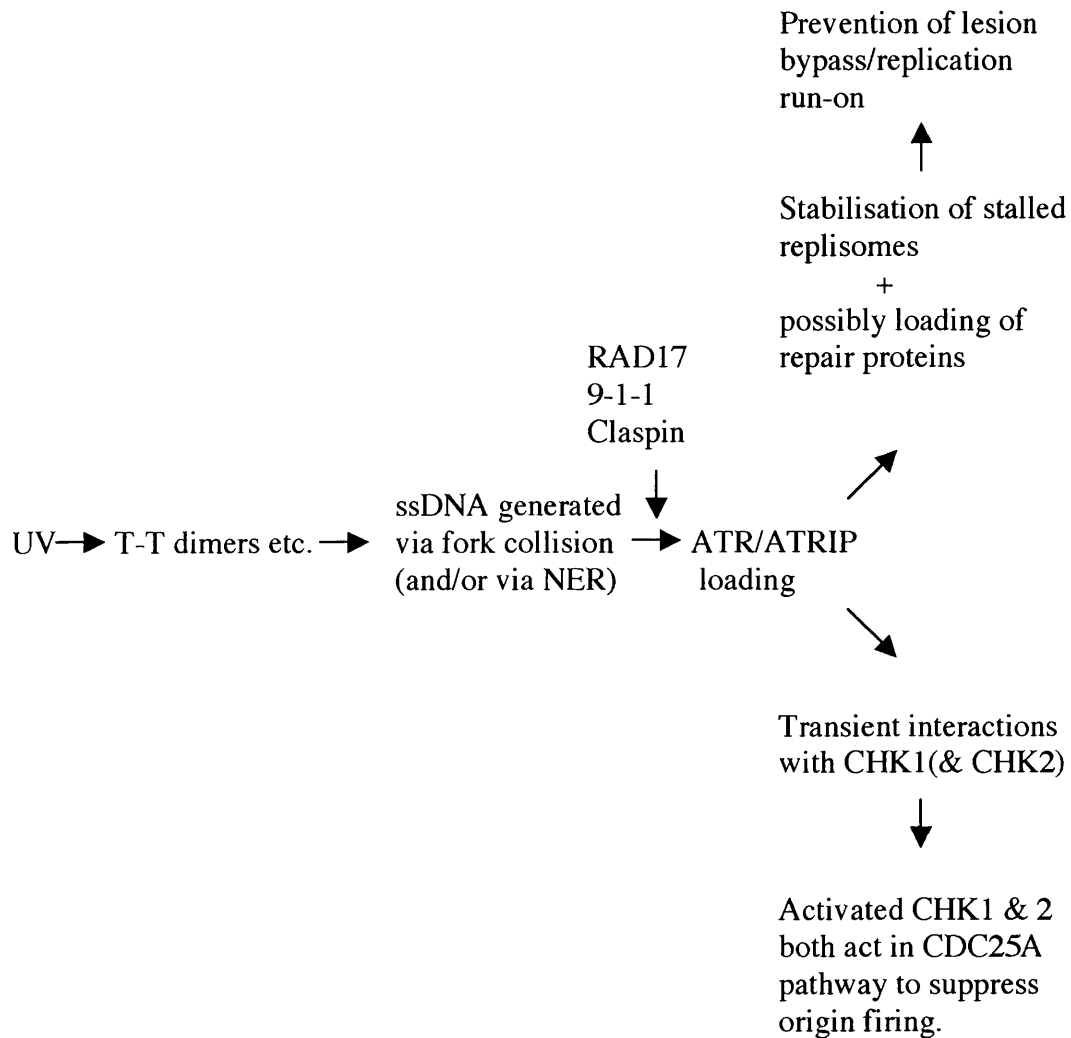 Prevention of lesion
bypass/replication
run-on
Stabilisation of stalled
replisomes
+
possibly loading of
repair proteins
RAD17
9-1-1
Claspin
UV
T-T dimers etc.
ssDNA generated
via fork collision
(and/or via NER)
ATR/ATRIP
loading
Transient interactions
with CHK1(& CHK2)
Activated CHK1 & 2
both act in CDC25A
pathway to suppress
origin firing.